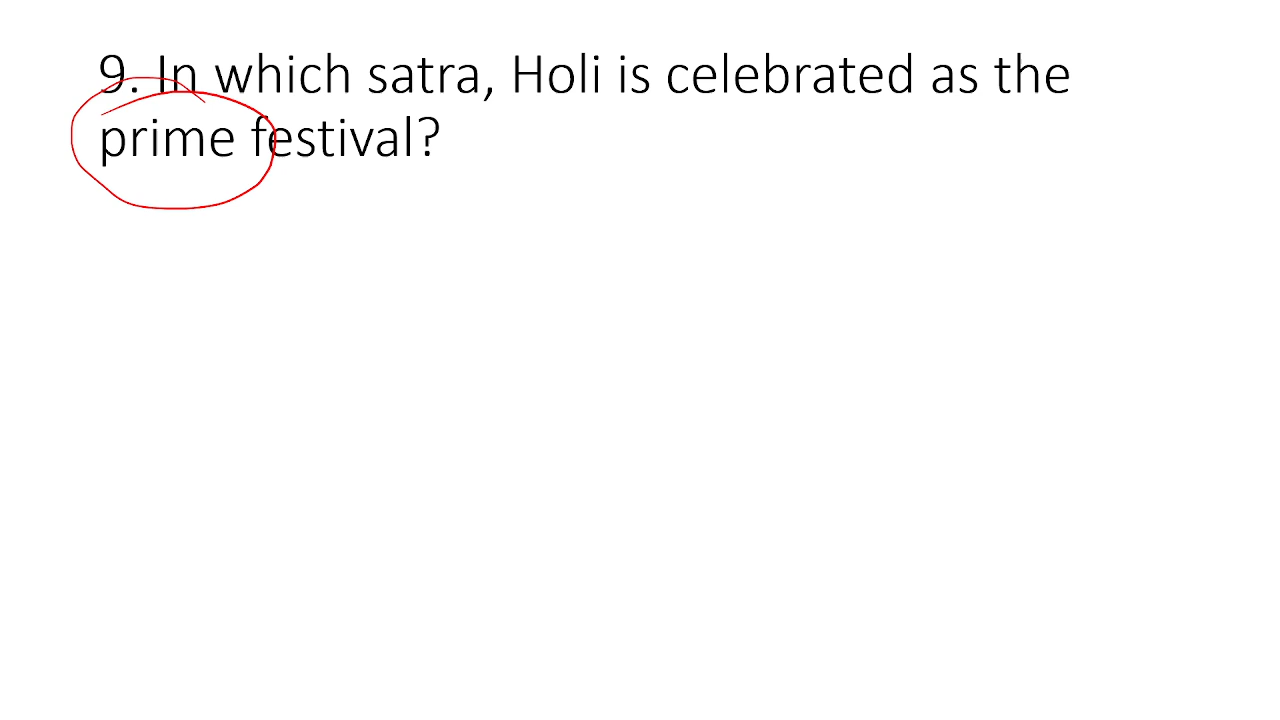 9. In which satra, Holi is celebrated as the
prime festival?